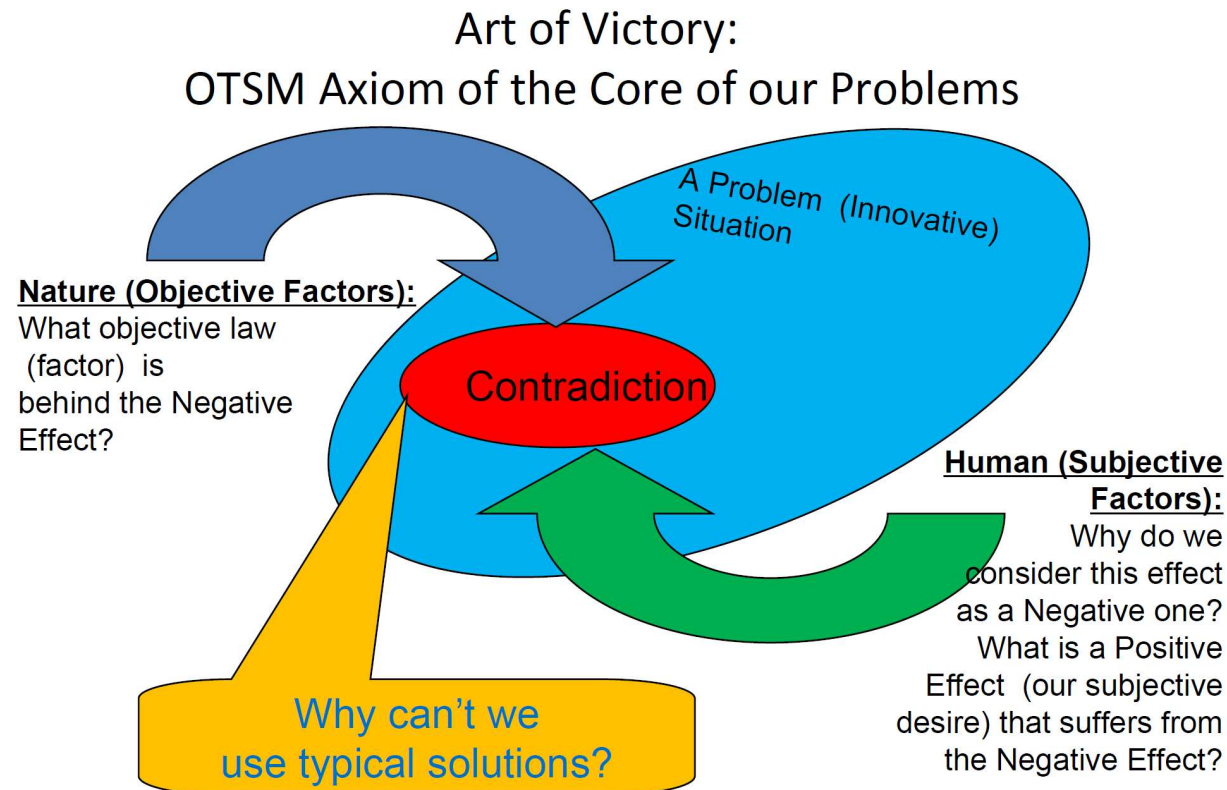 Art of Victory:
OTSM Axiom of the Core of our Problems
A Problem (Innovative)
Situation
Nature (Objective Factors):
What objective law
(factor) is
behind the Negative
Effect?
Contradiction
Human (Subjective
Factors):
Why do we
consider this effect
as a Negative one?
What is a Positive
Effect (our subjective
desire) that suffers from
the Negative Effect?
Why can’t we
use typical solutions?